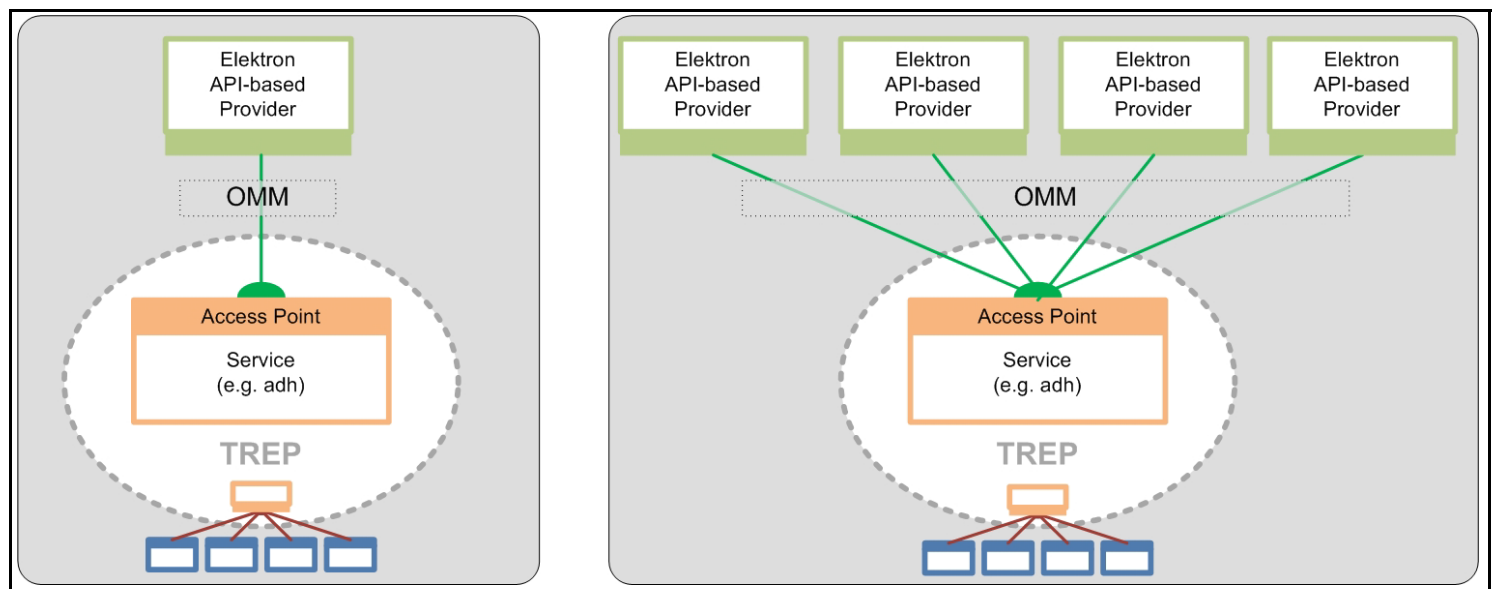 Elektron
API-based
Provider
OMM
Access Point
Service
(e.g. adh)
TREP
Elektron
API-based
Provider
Elektron
API-based
Provider
Elektron
API-based
Provider
Elektron
API-based
Provider
OMM
Access Point
Service
(e.g. adh)
TREP